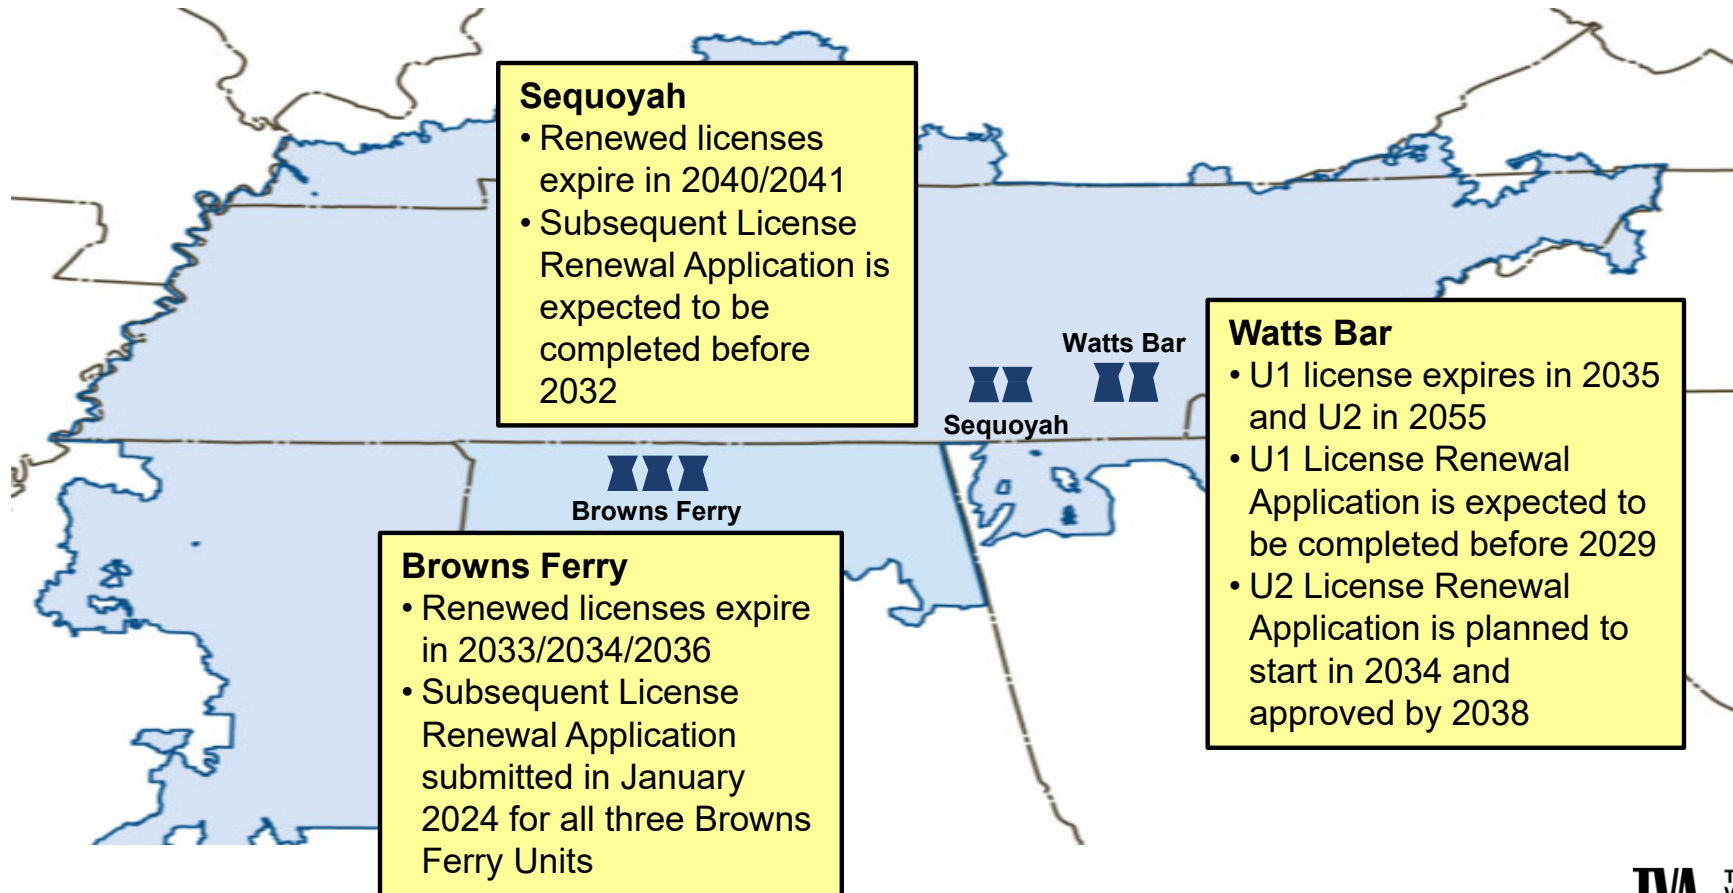 Sequoyah
• Renewed licenses
expire in 2040/2041
• Subsequent License
Renewal Application is
expected to be
completed before
2032
Watts Bar
Sequoyah
Browns Ferry
Watts Bar
• U1 license expires in 2035
and U2 in 2055
• U1 License Renewal
Application is expected to
be completed before 2029
• U2 License Renewal
Application is planned to
start in 2034 and
approved by 2038
Browns Ferry
• Renewed licenses expire
in 2033/2034/2036
• Subsequent License
Renewal Application
submitted in January
2024 for all three Browns
Ferry Units
TVA